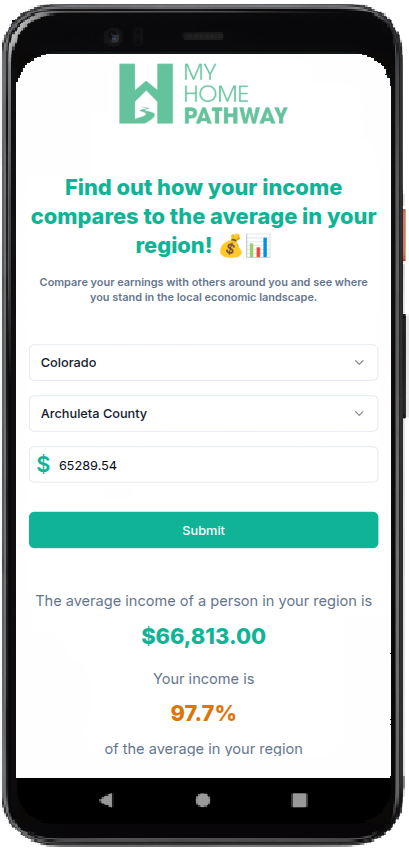 MY
HOME
PATHWAY
Find out how your income
compares to the average in your
region! 💰📊
Compare your earnings with others around you and see where
you stand in the local economic landscape.
Colorado
Archuleta County
$ 65289.54
Submit
The average income of a person in your region is
$66,813.00
Your income is
97.7%
of the average in your region